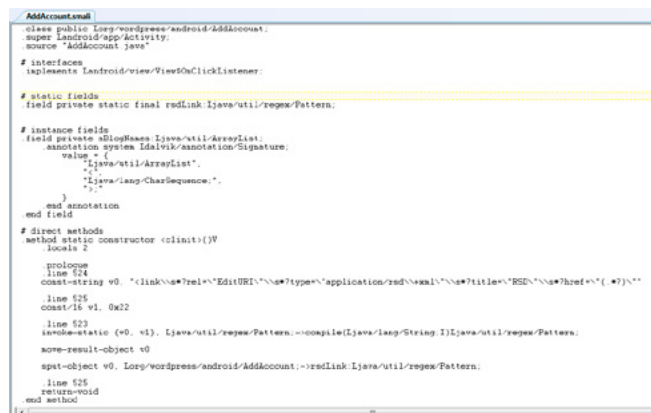 AddAccount.smali
.class public Lorg/wordpress/android/AddAccount;
.super Landroid/app/Activity;
.source "AddAccount.java"
# interfaces
.implements Landroid/view/View$OnClickListener;
# static fields
.field private static final rsdLink:Ljava/util/regex/Pattern;
# instance fields
.field private aBlogNames:Ljava/util/ArrayList;
.annotation system Ldalvik/annotation/Signature;
value = {
"Ljava/util/ArrayList",
"<",
"Ljava/lang/CharSequence;",
">;"
}
.end annotation
.end field
# direct methods
.method static constructor <clinit>()V
.locals 2
.prologue
.line 524
const-string v0, "<link\\s*?rel=\"EditURI\"\\s*?type=\"application/rsd\\+xml\"\\s*?title=\"RSD\"\\s*?href=\"(.*?)\""
.line 525
const/16 v1, 0x22
.line 523
invoke-static {v0, v1}, Ljava/util/regex/Pattern;->compile(Ljava/lang/String;I)Ljava/util/regex/Pattern;
move-result-object v0
sput-object v0, Lorg/wordpress/android/AddAccount;->rsdLink:Ljava/util/regex/Pattern;
.line 525
return-void
.end method